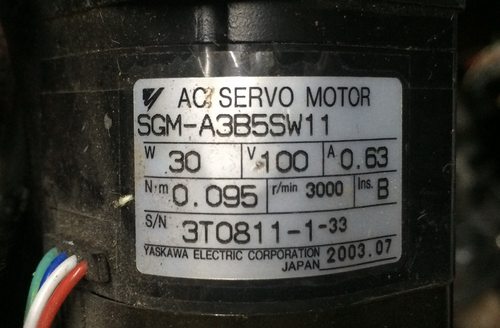 AC SERVO MOTOR
SGM-A3B5SW11
W 30 V 100 A 0.63
N·m 0.095 r/min 3000 Ins. B
S/N 3T0811-1-33
YASKAWA ELECTRIC CORPORATION 2003.07
JAPAN